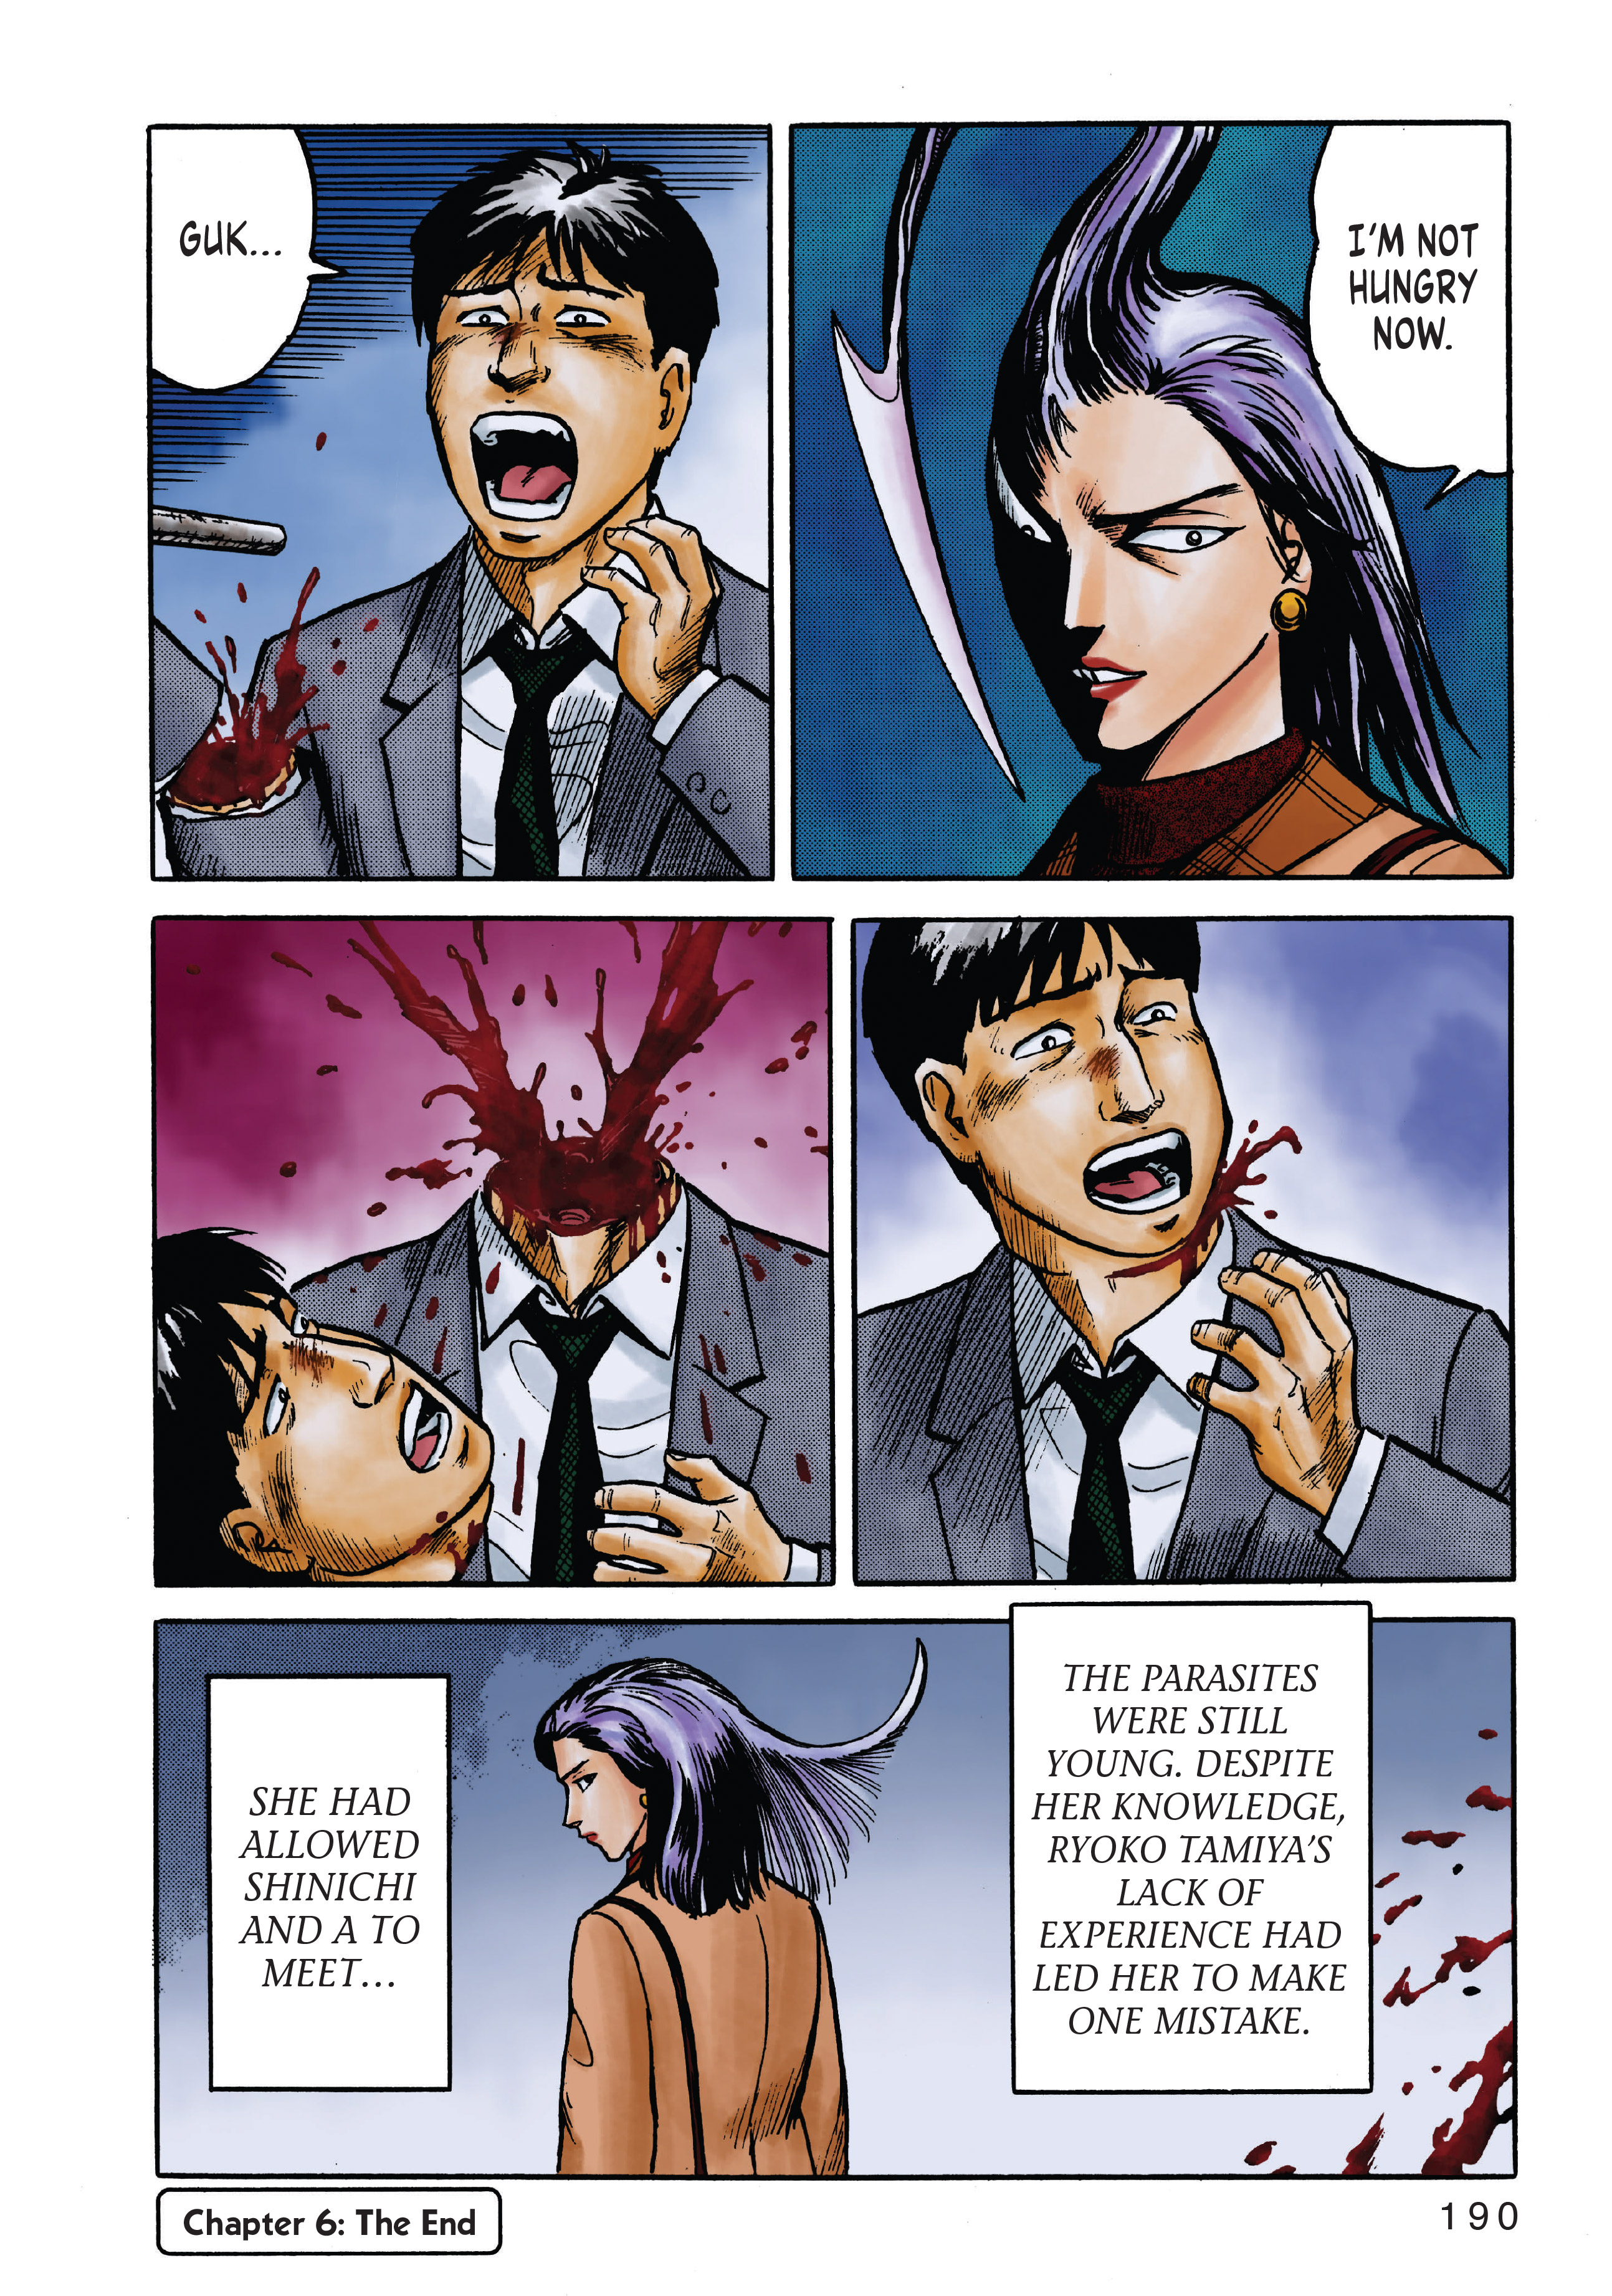 I'M NOT
HUNGRY
NOW.
GUK...
THE PARASITES
WERE STILL
YOUNG. DESPITE
HER KNOWLEDGE,
RYOKO TAMIYA'S
LACK OF
EXPERIENCE HAD
LED HER TO MAKE
ONE MISTAKE.
SHE HAD
ALLOWED
SHINICHI
AND A TO
MEET...
Chapter 6: The End
190